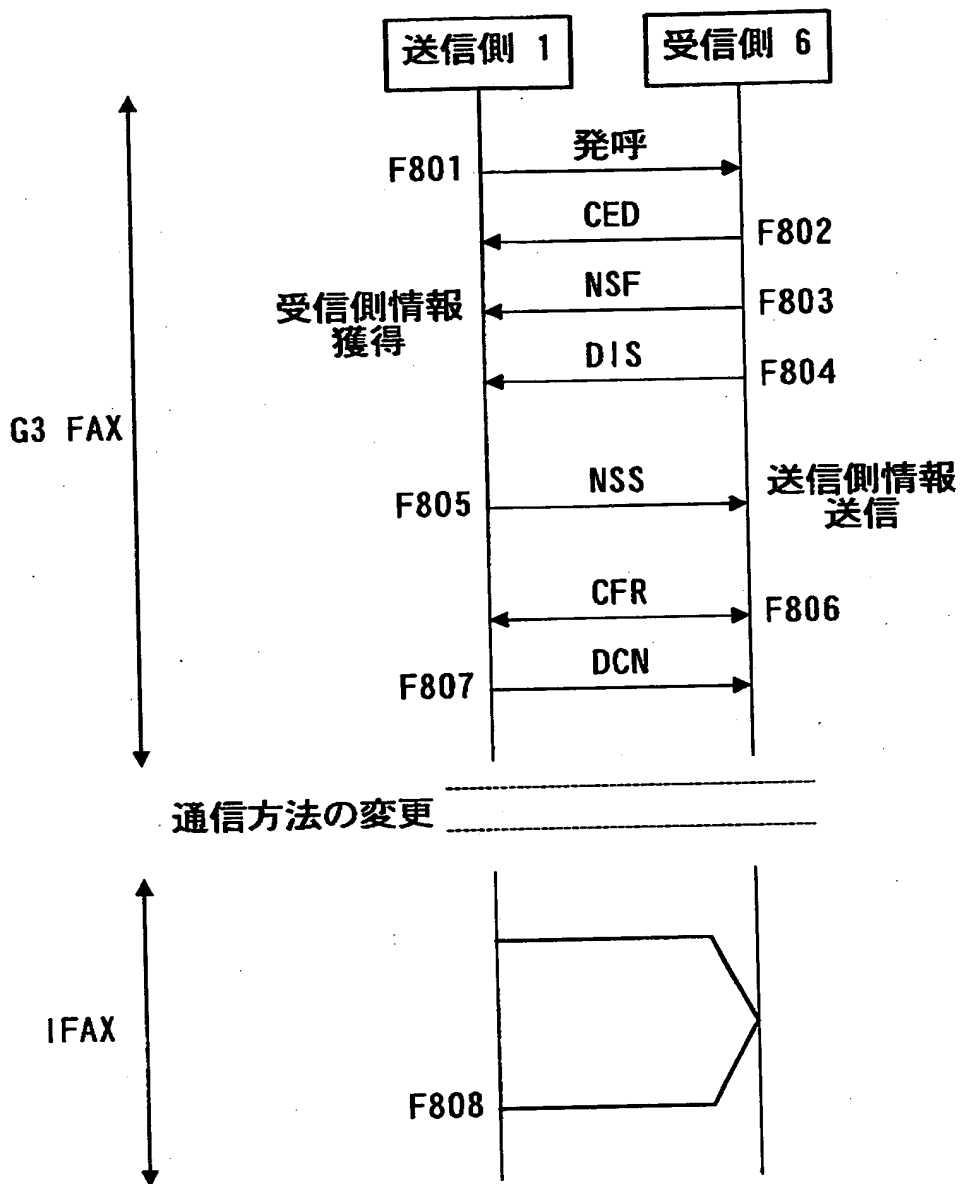 送信側 1
受信側 6
発呼
F801
CED
F802
NSF
F803
受信側情報
獲得
DIS
F804
G3 FAX
NSS
F805
送信側情報
送信
CFR
F806
DCN
F807
通信方法の変更
IFAX
F808